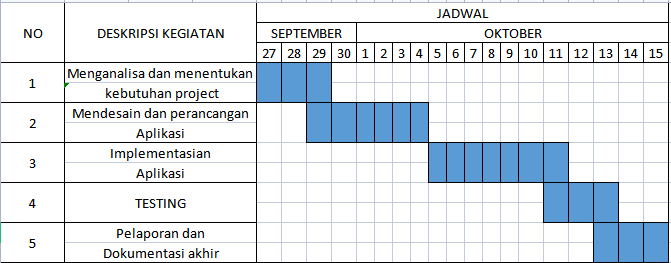 NO DESKRIPSI KEGIATAN JADWAL
SEPTEMBER OKTOBER
27 28 29 30 1 2 3 4 5 6 7 8 9 10 11 12 13 14 15
1 Menganalisa dan menentukan
kebutuhan project
2 Mendesain dan perancangan
Aplikasi
3 Implementasian
Aplikasi
4 TESTING
5 Pelaporan dan
Dokumentasi akhir